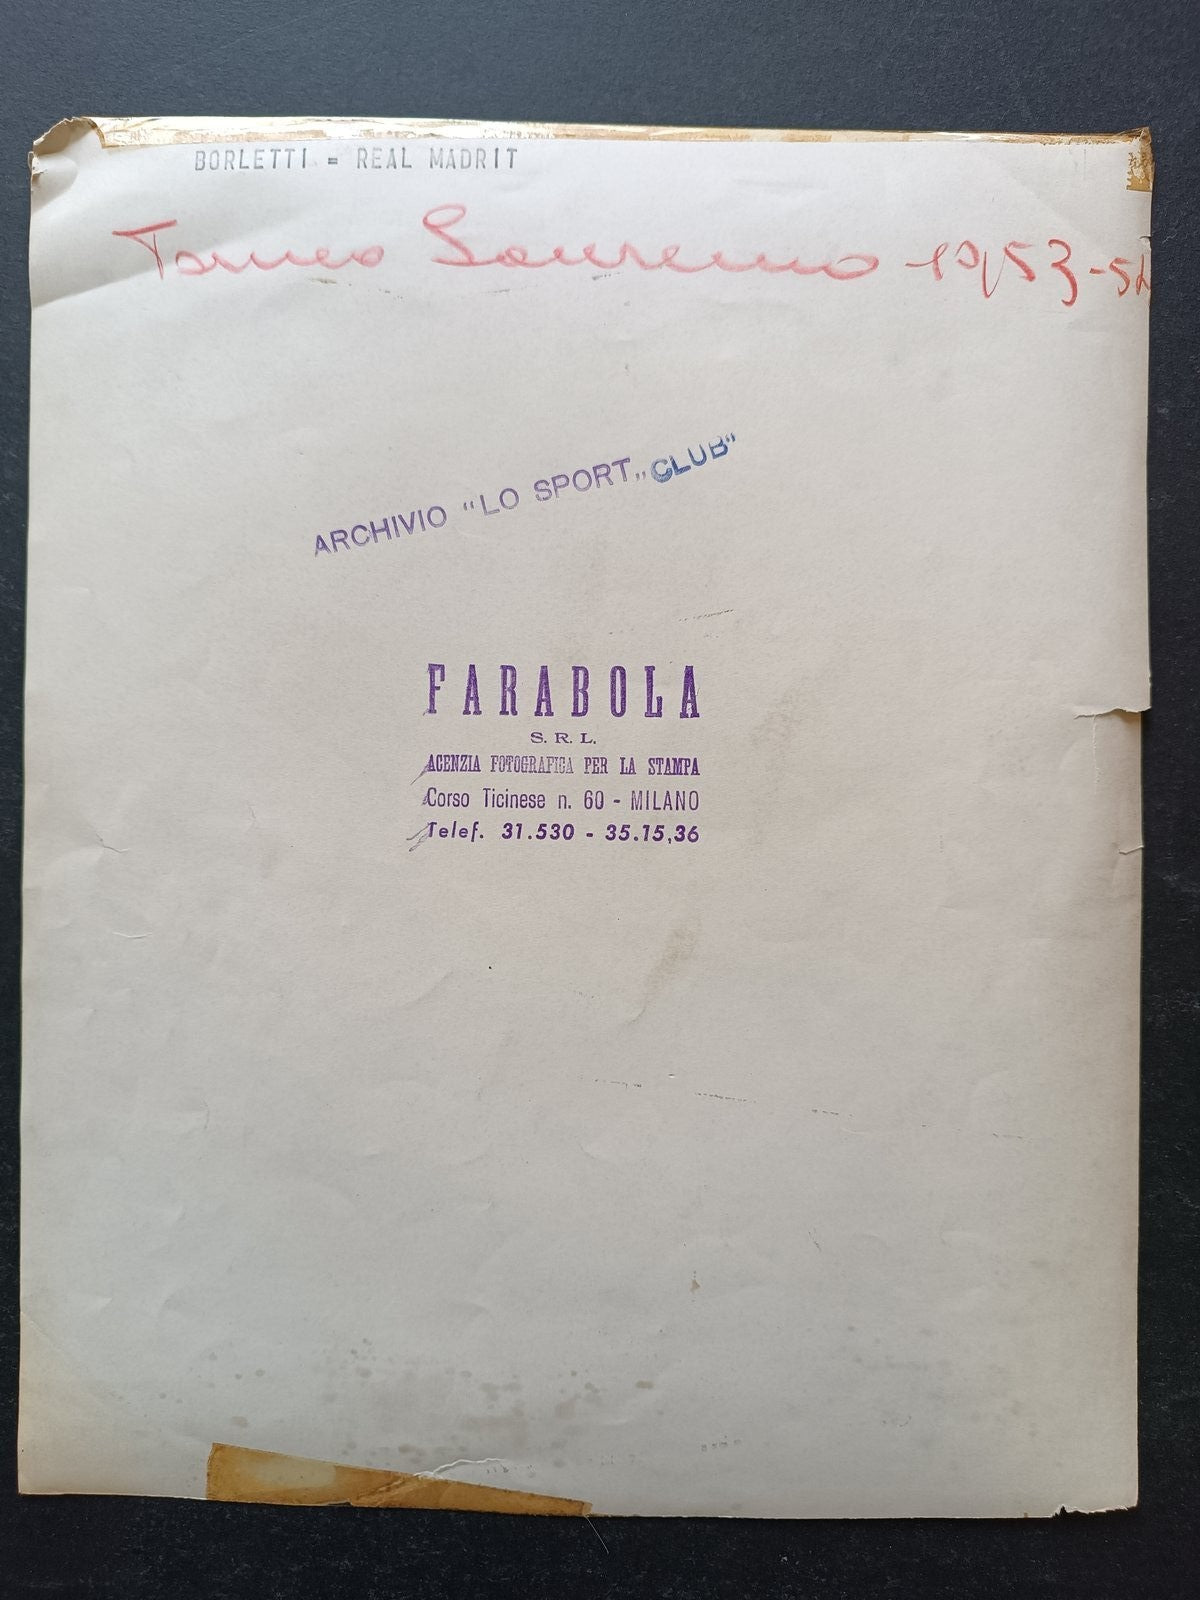 BORLETTI = REAL MADRIT
Torneo Sanremo 1953-54
ARCHIVIO "LO SPORT„ CLUB"
FARABOLA
S. R. L.
AGENZIA FOTOGRAFICA PER LA STAMPA
Corso Ticinese n. 60 - MILANO
Telef. 31.530 - 35.15,36